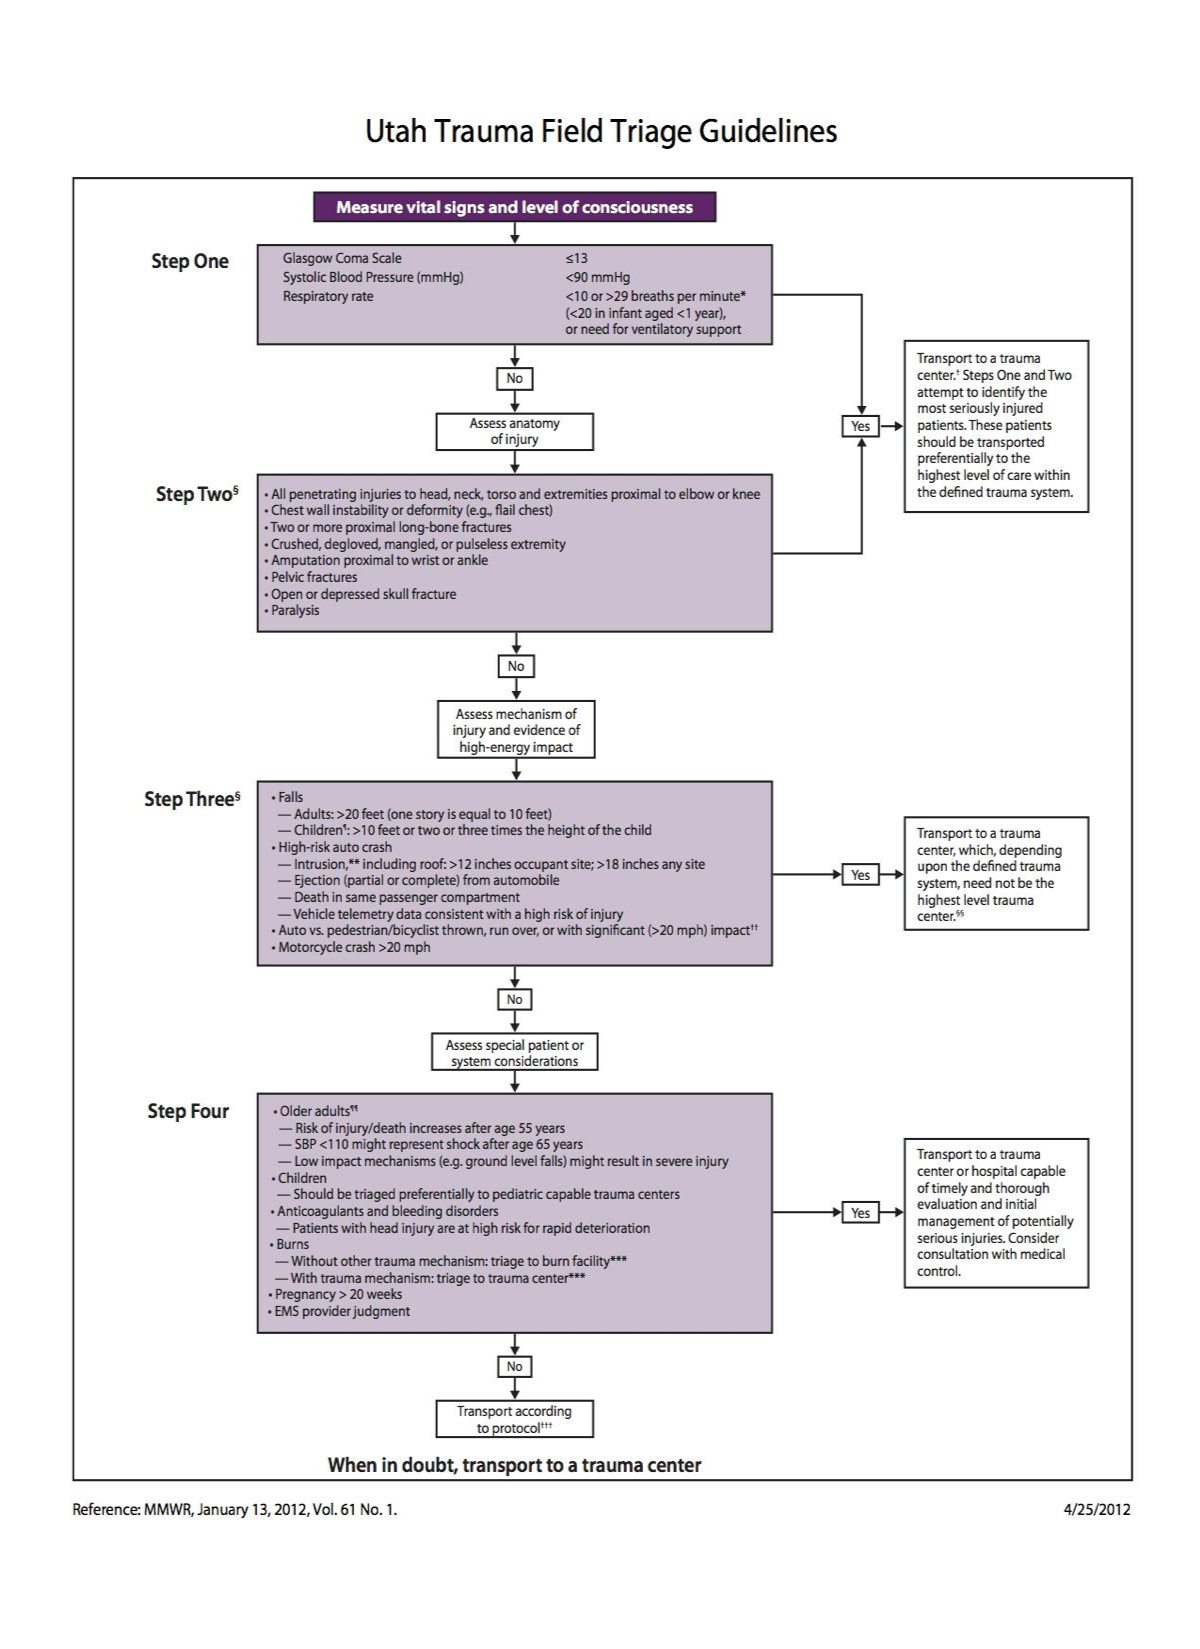 Utah Trauma Field Triage Guidelines
Measure vital signs and level of consciousness
Step One
Glasgow Coma Scale ≤13
Systolic Blood Pressure (mmHg) <90 mmHg
Respiratory rate <10 or >29 breaths per minute*
(<20 in infant aged <1 year),
or need for ventilatory support
No
Assess anatomy
of injury
Yes
Transport to a trauma
center.† Steps One and Two
attempt to identify the
most seriously injured
patients. These patients
should be transported
preferentially to the
highest level of care within
the defined trauma system.
Step Two§
• All penetrating injuries to head, neck, torso and extremities proximal to elbow or knee
• Chest wall instability or deformity (e.g., flail chest)
• Two or more proximal long-bone fractures
• Crushed, degloved, mangled, or pulseless extremity
• Amputation proximal to wrist or ankle
• Pelvic fractures
• Open or depressed skull fracture
• Paralysis
No
Assess mechanism of
injury and evidence of
high-energy impact
Step Three§
• Falls
— Adults: >20 feet (one story is equal to 10 feet)
— Children¶: >10 feet or two or three times the height of the child
• High-risk auto crash
— Intrusion,** including roof: >12 inches occupant site; >18 inches any site
— Ejection (partial or complete) from automobile
— Death in same passenger compartment
— Vehicle telemetry data consistent with a high risk of injury
• Auto vs. pedestrian/bicyclist thrown, run over, or with significant (>20 mph) impact††
• Motorcycle crash >20 mph
Yes
Transport to a trauma
center, which, depending
upon the defined trauma
system, need not be the
highest level trauma
center.§§
No
Assess special patient or
system considerations
Step Four
• Older adults¶¶
— Risk of injury/death increases after age 55 years
— SBP <110 might represent shock after age 65 years
— Low impact mechanisms (e.g. ground level falls) might result in severe injury
• Children
— Should be triaged preferentially to pediatric capable trauma centers
• Anticoagulants and bleeding disorders
— Patients with head injury are at high risk for rapid deterioration
• Burns
— Without other trauma mechanism: triage to burn facility***
— With trauma mechanism: triage to trauma center***
• Pregnancy > 20 weeks
• EMS provider judgment
Yes
Transport to a trauma
center or hospital capable
of timely and thorough
evaluation and initial
management of potentially
serious injuries. Consider
consultation with medical
control.
No
Transport according
to protocol†††
When in doubt, transport to a trauma center
Reference: MMWR, January 13, 2012, Vol. 61 No. 1.
4/25/2012